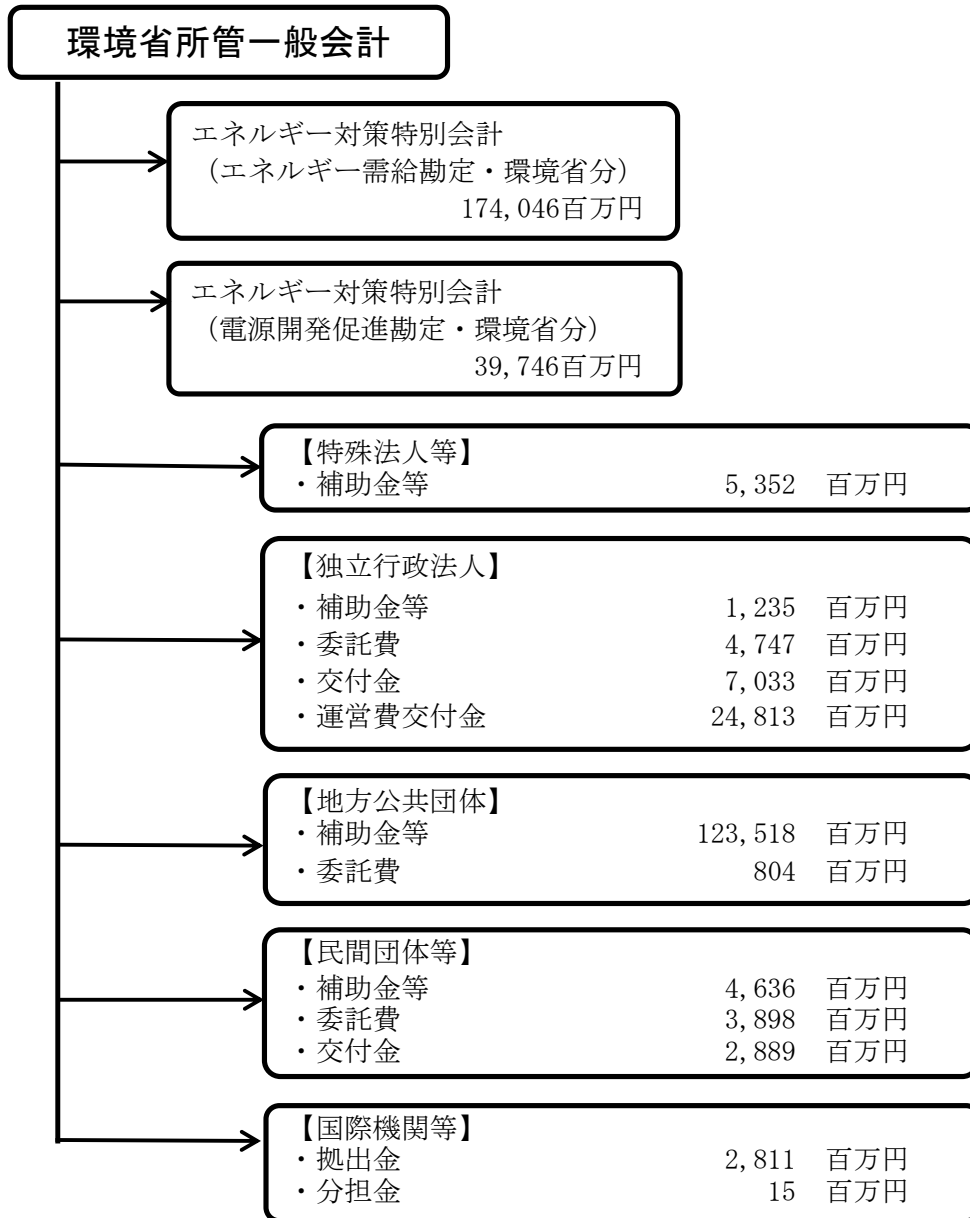 環境省所管一般会計
エネルギー対策特別会計
（エネルギー需給勘定・環境省分）
174,046百万円
エネルギー対策特別会計
（電源開発促進勘定・環境省分）
39,746百万円
【特殊法人等】
・補助金等 5,352 百万円
【独立行政法人】
・補助金等 1,235 百万円
・委託費 4,747 百万円
・交付金 7,033 百万円
・運営費交付金 24,813 百万円
【地方公共団体】
・補助金等 123,518 百万円
・委託費 804 百万円
【民間団体等】
・補助金等 4,636 百万円
・委託費 3,898 百万円
・交付金 2,889 百万円
【国際機関等】
・拠出金 2,811 百万円
・分担金 15 百万円